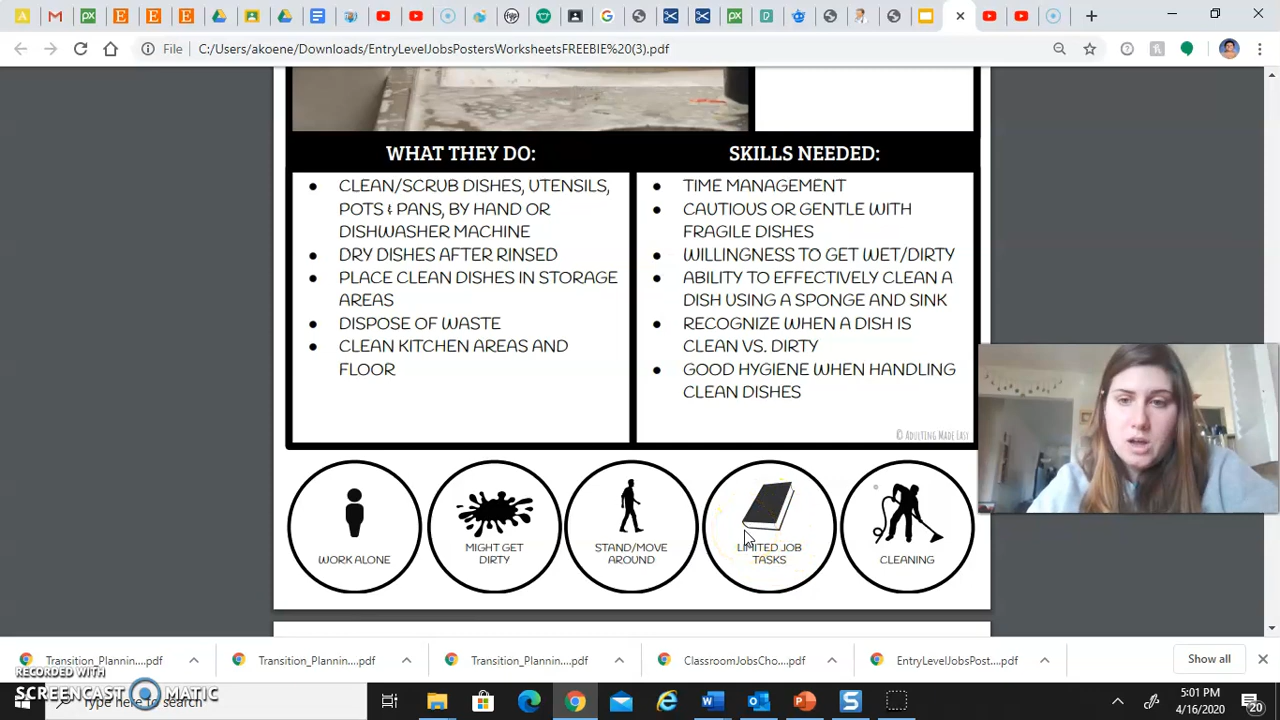 File
C:/Users/akoene/Downloads/EntryLevelJobsPostersWorksheetsFREEBIE%20(3).pdf
WHAT THEY DO:
● CLEAN/SCRUB DISHES, UTENSILS,
POTS & PANS, BY HAND OR
DISHWASHER MACHINE
● DRY DISHES AFTER RINSED
● PLACE CLEAN DISHES IN STORAGE
AREAS
● DISPOSE OF WASTE
● CLEAN KITCHEN AREAS AND
FLOOR
SKILLS NEEDED:
● TIME MANAGEMENT
● CAUTIOUS OR GENTLE WITH
FRAGILE DISHES
● WILLINGNESS TO GET WET/DIRTY
● ABILITY TO EFFECTIVELY CLEAN A
DISH USING A SPONGE AND SINK
● RECOGNIZE WHEN A DISH IS
CLEAN VS. DIRTY
● GOOD HYGIENE WHEN HANDLING
CLEAN DISHES
© ADULTING MADE EASY
WORK ALONE
MIGHT GET
DIRTY
STAND/MOVE
AROUND
LIMITED JOB
TASKS
CLEANING
Transition_Plannin....pdf
Transition_Plannin....pdf
Transition_Plannin....pdf
ClassroomJobsCho....pdf
EntryLevelJobsPost....pdf
Show all
RECORDED WITH
SCREENCAST MATIC
Type here to search
5:01 PM
4/16/2020
20